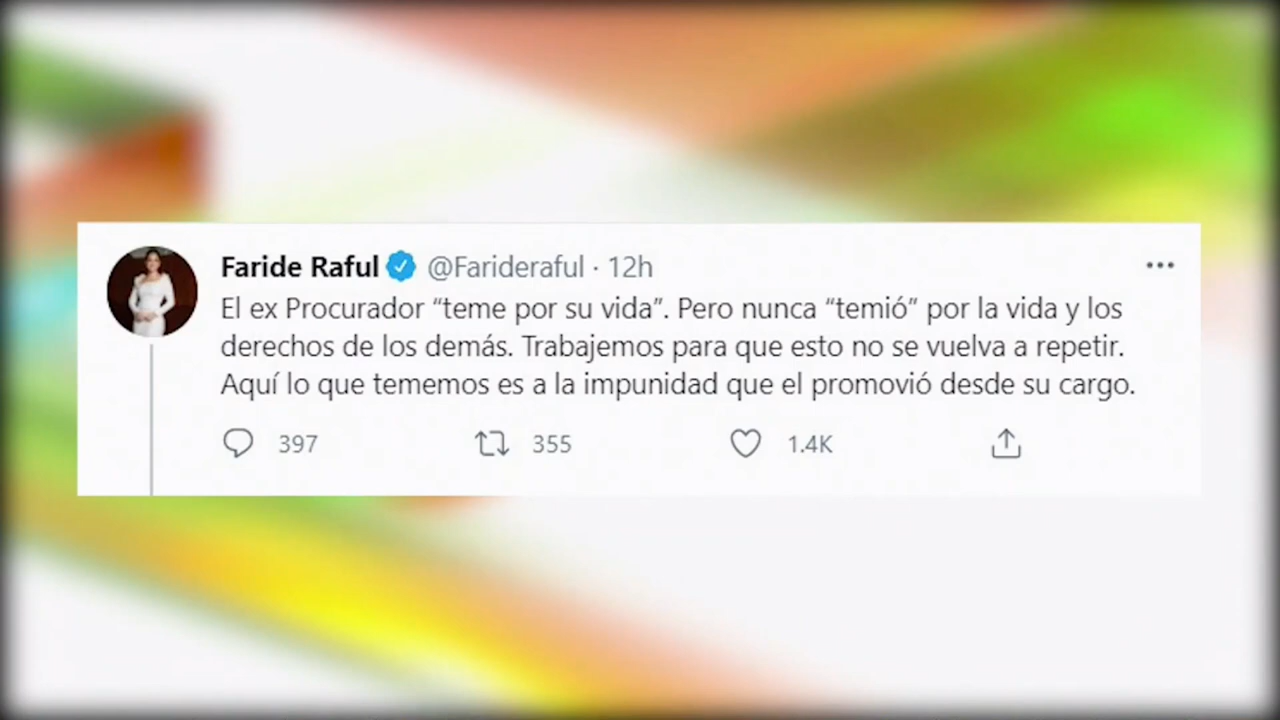 Faride Raful @Farideraful · 12h
El ex Procurador “teme por su vida”. Pero nunca “temió” por la vida y los
derechos de los demás. Trabajemos para que esto no se vuelva a repetir.
Aquí lo que tememos es a la impunidad que el promovió desde su cargo.
397 355 1.4K